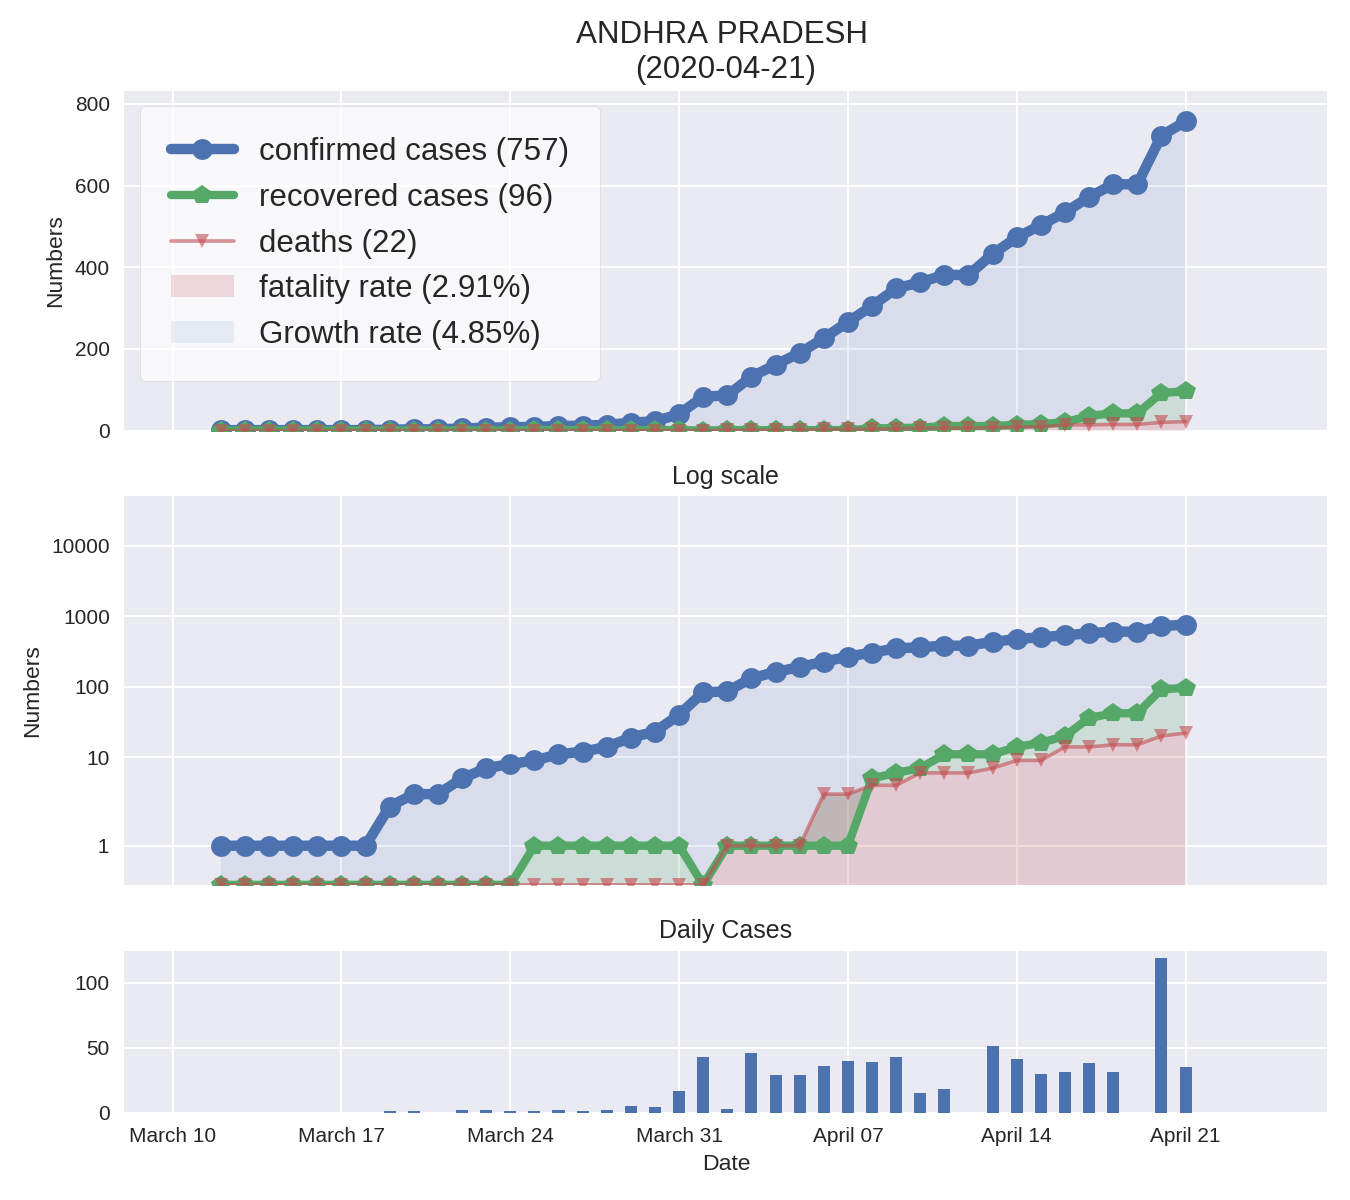 ANDHRA PRADESH
(2020-04-21)
800
600
400
200
0
Numbers
confirmed cases (757)
recovered cases (96)
deaths (22)
fatality rate (2.91%)
Growth rate (4.85%)
Log scale
10000
1000
100
10
1
Numbers
Daily Cases
100
50
0
March 10 March 17 March 24 March 31 April 07 April 14 April 21
Date